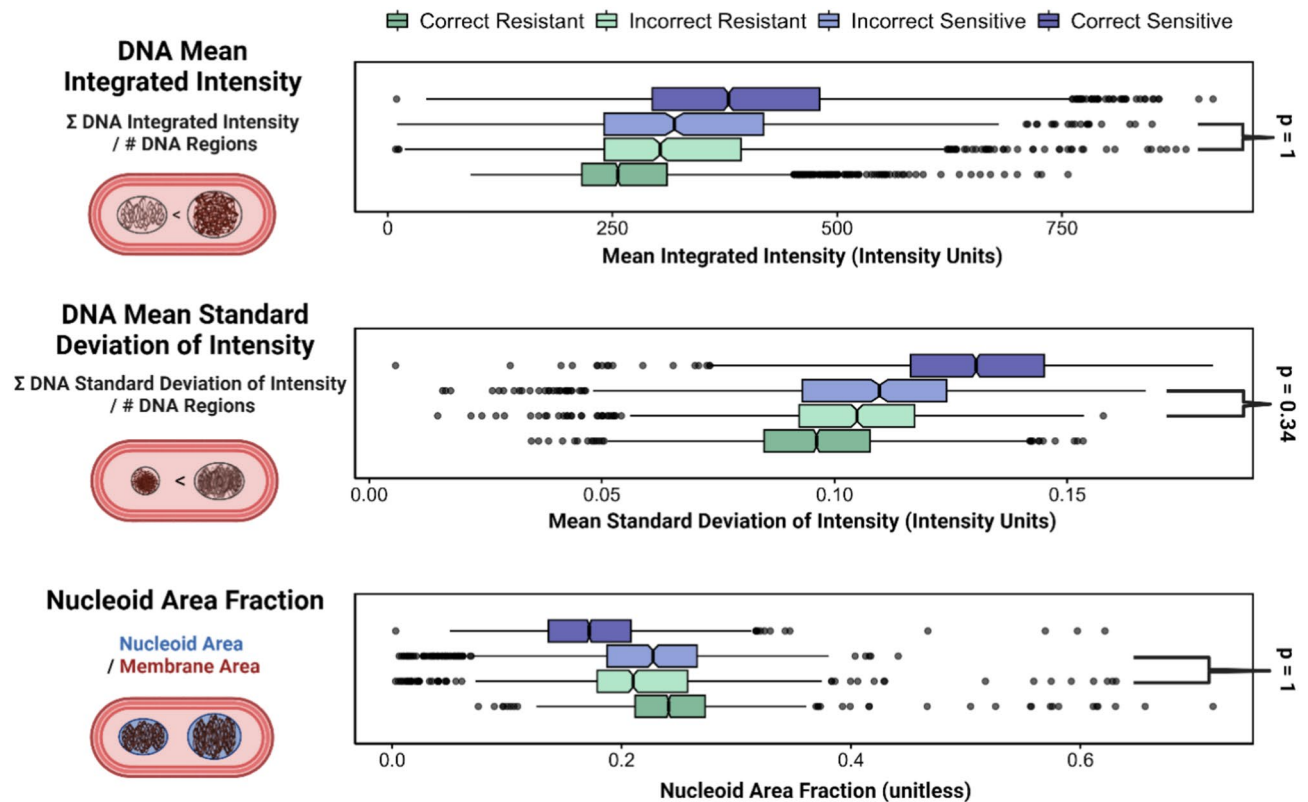 Correct Resistant Incorrect Resistant Incorrect Sensitive Correct Sensitive
DNA Mean
Integrated Intensity
Σ DNA Integrated Intensity
/ # DNA Regions
<
p = 1
0 250 500 750
Mean Integrated Intensity (Intensity Units)
DNA Mean Standard
Deviation of Intensity
Σ DNA Standard Deviation of Intensity
/ # DNA Regions
<
p = 0.34
0.00 0.05 0.10 0.15
Mean Standard Deviation of Intensity (Intensity Units)
Nucleoid Area Fraction
Nucleoid Area
/ Membrane Area
p = 1
0.0 0.2 0.4 0.6
Nucleoid Area Fraction (unitless)